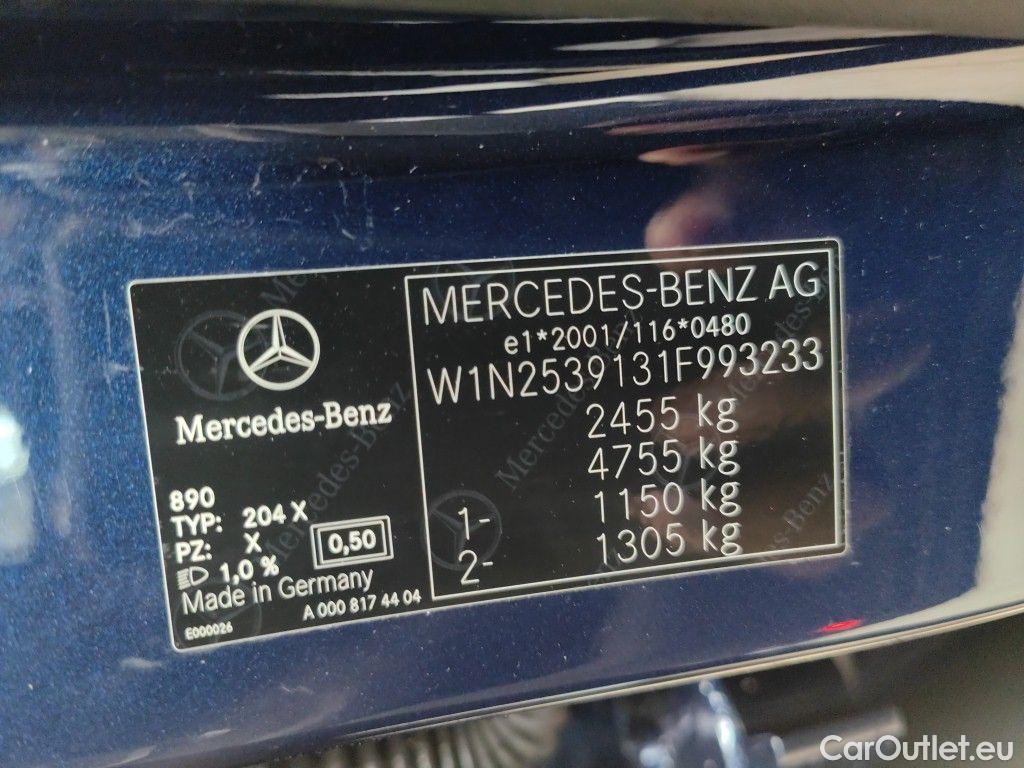 MERCEDES-BENZ AG
e1*2001/116*0480
W1N2539131F993233
2455 kg
4755 kg
1- 1150 kg
2- 1305 kg
Mercedes-Benz
890
TYP: 204 X
PZ: X
0,50
1,0 %
Made in Germany
A 000 817 44 04
E000026
CarOutlet.eu